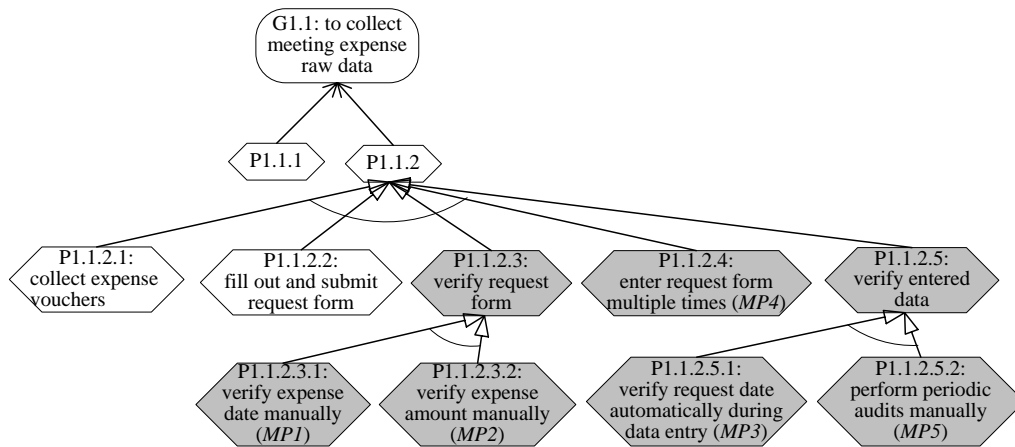 G1.1: to collect
meeting expense
raw data
P1.1.1
P1.1.2
P1.1.2.1:
collect expense
vouchers
P1.1.2.2:
fill out and submit
request form
P1.1.2.3:
verify request
form
P1.1.2.4:
enter request form
multiple times (MP4)
P1.1.2.5:
verify entered
data
P1.1.2.3.1:
verify expense
date manually
(MP1)
P1.1.2.3.2:
verify expense
amount manually
(MP2)
P1.1.2.5.1:
verify request date
automatically during
data entry (MP3)
P1.1.2.5.2:
perform periodic
audits manually
(MP5)